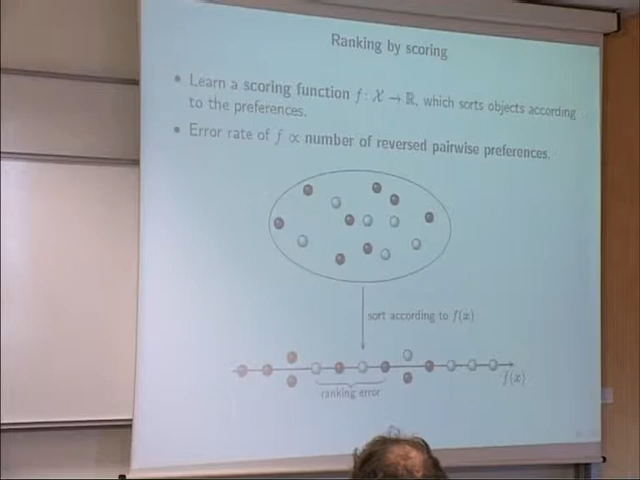 Ranking by scoring
• Learn a scoring function f: X → ℝ, which sorts objects according
to the preferences.
• Error rate of f ∝ number of reversed pairwise preferences.
sort according to f(x)
f(x)
ranking error